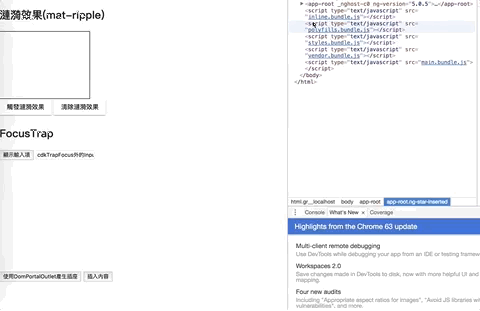 漣漪效果(mat-ripple)
觸發漣漪效果 清除漣漪效果
FocusTrap
顯示輸入項 cdkTrapFocus外的Inpu
使用DomPortalOutlet產生插座 插入內容
▶<app-root _nghost-c0 ng-version="5.0.5">…</app-root>
<script type="text/javascript" src=
"inline.bundle.js"></script>
<script type="text/javascript" src=
"polyfills.bundle.js"></script>
<script type="text/javascript" src=
"styles.bundle.js"></script>
<script type="text/javascript" src=
"vendor.bundle.js"></script>
<script type="text/javascript" src="main.bundle.js">
</script>
</body>
</html>
html.gr__localhost body app-root app-root.ng-star-inserted
Console What's New × Coverage
Highlights from the Chrome 63 update
Multi-client remote debugging
Use DevTools while debugging your app from an IDE or testing framew
Workspaces 2.0
Save changes made in DevTools to disk, now with more helpful UI and
mapping.
Four new audits
Including "Appropriate aspect ratios for images", "Avoid JS libraries wi
vulnerabilities", and more.